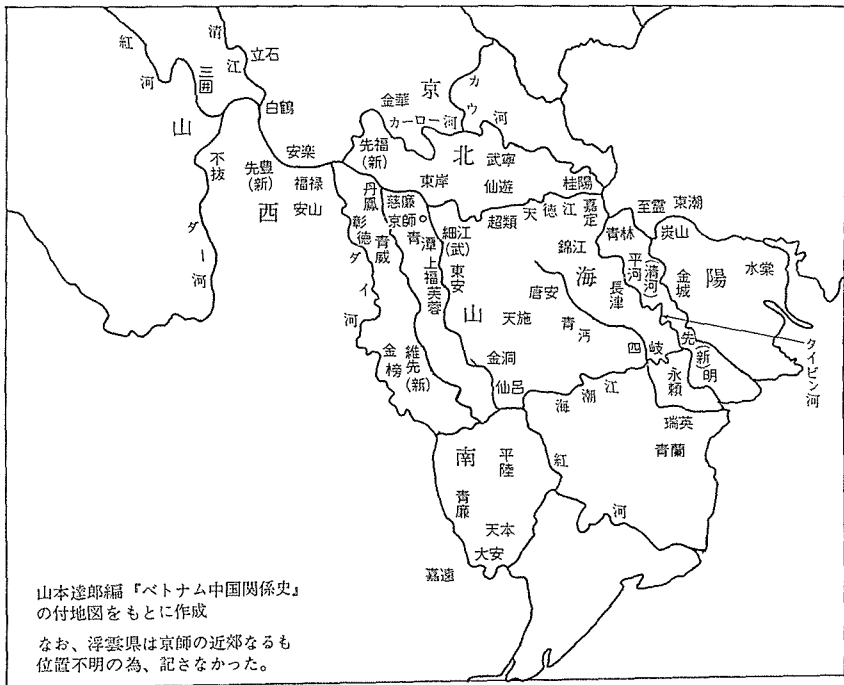 紅河
清江
立石
三囲
白鶴
山西
不抜
先豊(新)
安楽
福禄
安山
ダー河
京北
カウ河
金華
カーロー河
先福(新)
武寧
東岸
仙遊
桂陽
丹鳳
慈廉
京師
彰徳
青威
青潭
上福
芙蓉
ダイ河
細江(武)
東安
超類
天徳江
嘉定
錦江
青林
至霊
東潮
炭山
平河
(清河)
金城
水棠
海陽
長津
唐安
天施
青沔
四岐
先(新)明
永頼
タイビン河
山南
金洞
仙呂
維先(新)
金榜
海潮江
瑞英
青蘭
平陸
紅河
青廉
天本
大安
嘉遠
山本達郎編『ベトナム中国関係史』
の付地図をもとに作成
なお、浮雲県は京師の近郊なるも
位置不明の為、記さなかった。